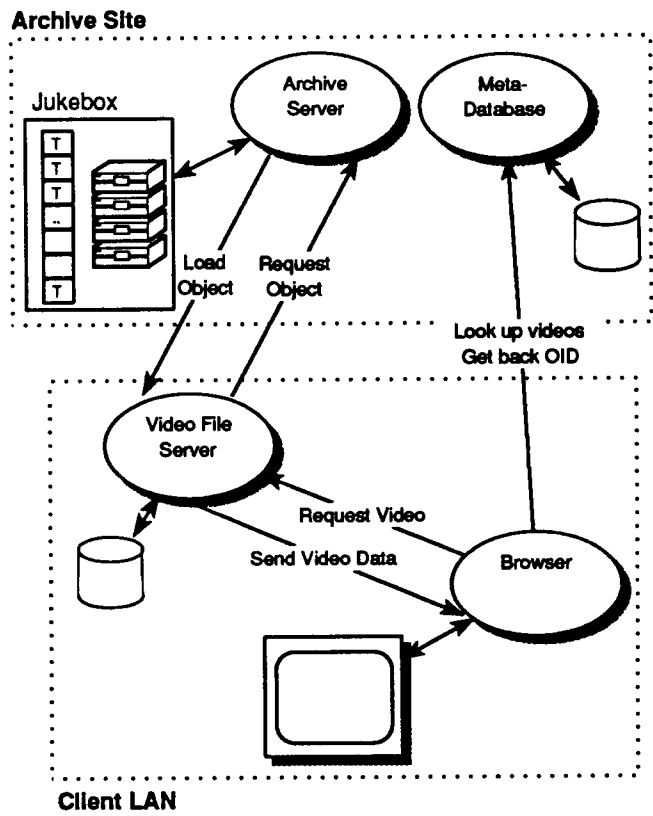 Archive Site
Jukebox
T
T
T
..
T
Archive
Server
Meta-
Database
Load
Object
Request
Object
Look up videos
Get back OID
Video File
Server
Request Video
Send Video Data
Browser
Client LAN